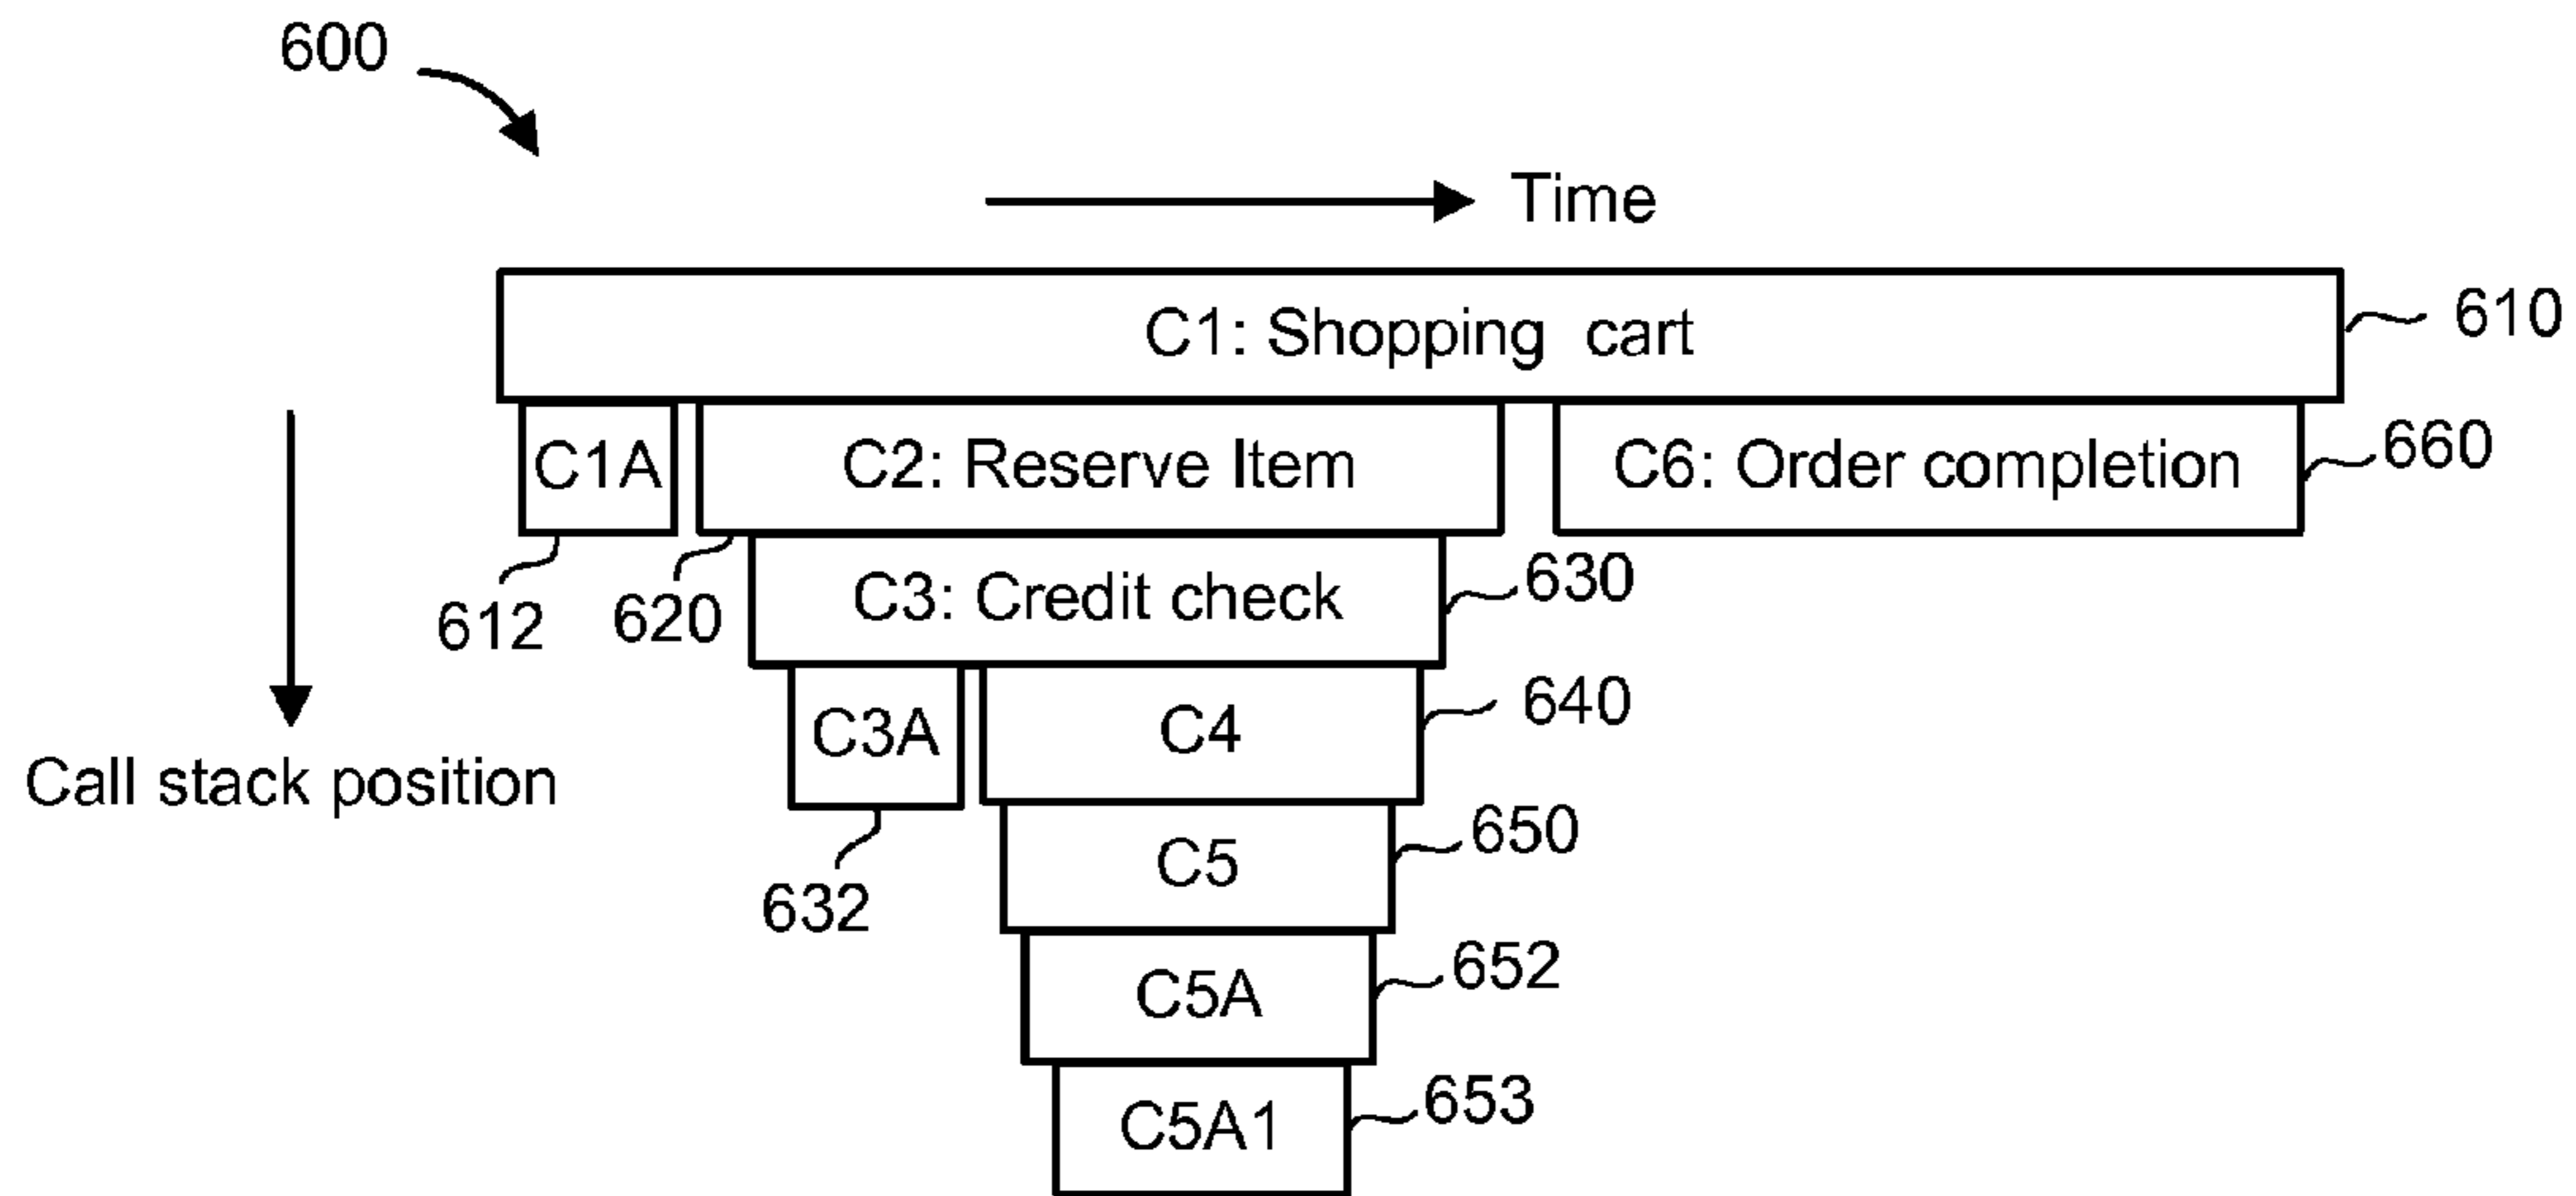 600
Time
C1: Shopping cart
610
C1A
C2: Reserve Item
C6: Order completion
660
612
620
C3: Credit check
630
C3A
C4
640
Call stack position
632
C5
650
C5A
652
C5A1
653